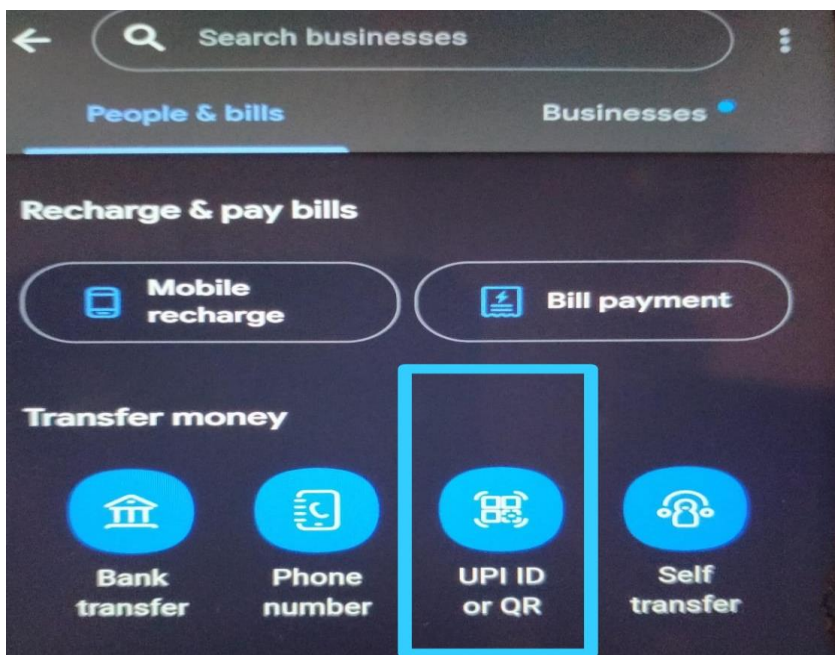 Search businesses
People & bills
Businesses
Recharge & pay bills
Mobile
recharge
Bill payment
Transfer money
Bank
transfer
Phone
number
UPI ID
or QR
Self
transfer